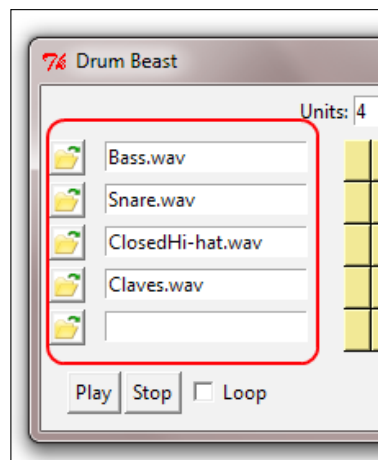 Drum Beast
Units: 4
Bass.wav
Snare.wav
ClosedHi-hat.wav
Claves.wav
Play Stop Loop